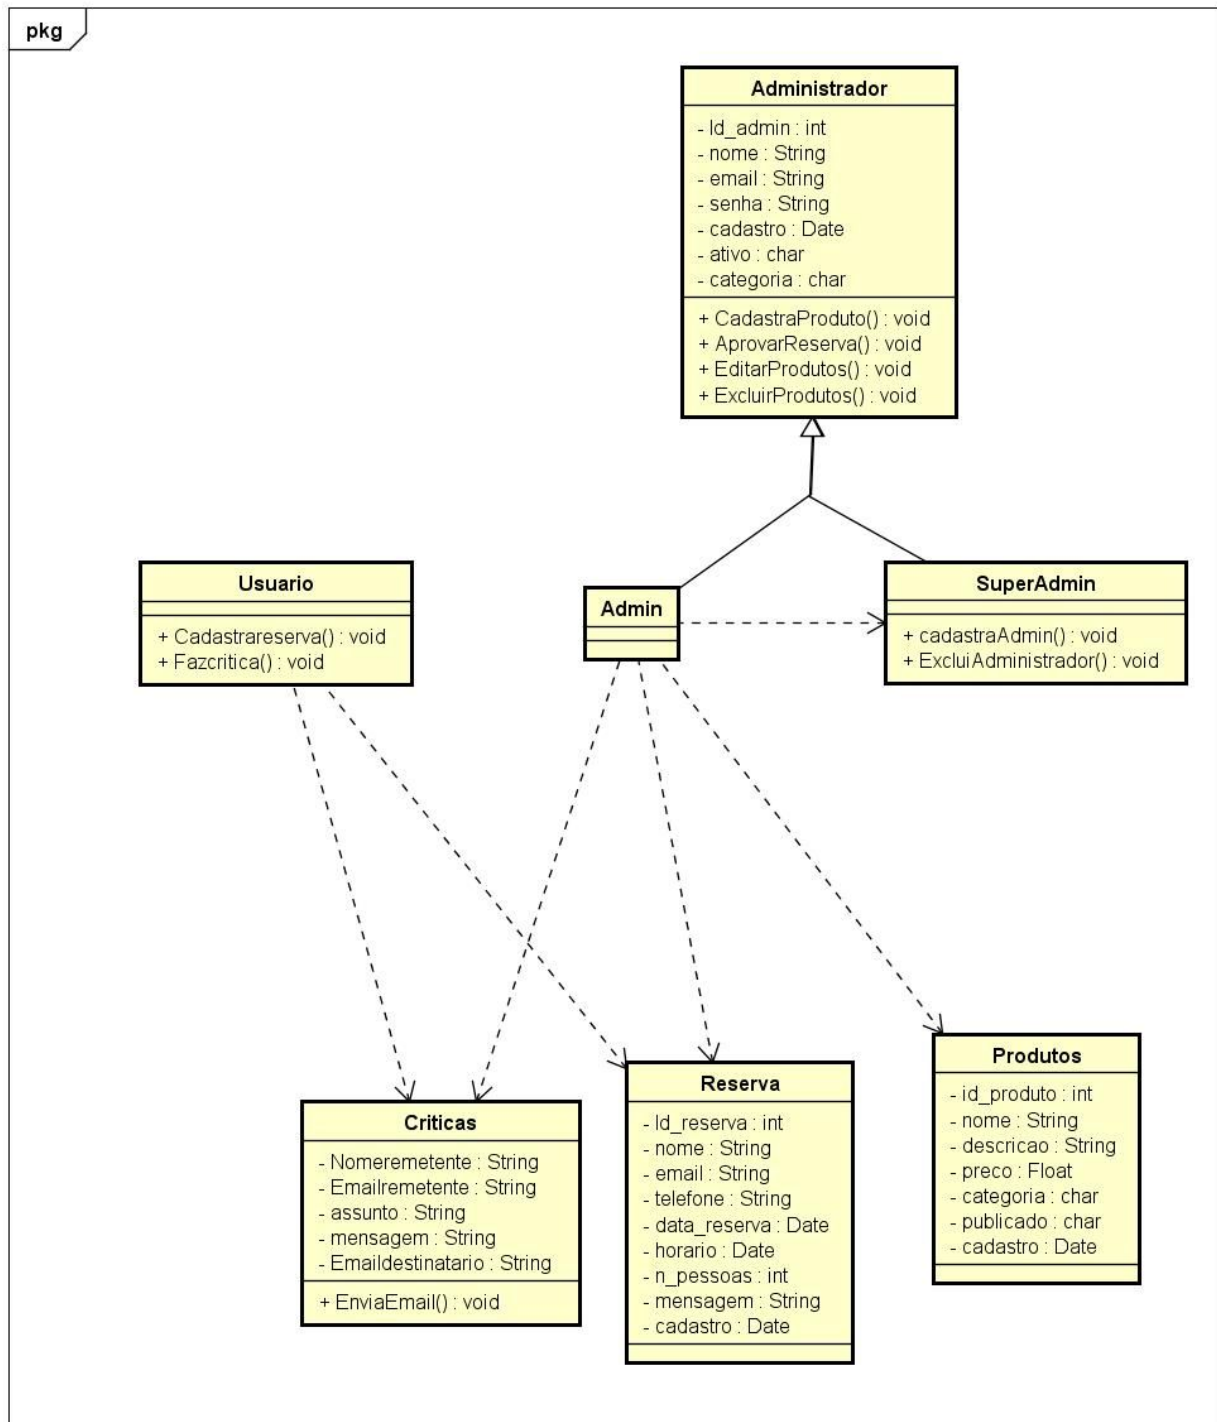 pkg
Administrador
- Id_admin : int
- nome : String
- email : String
- senha : String
- cadastro : Date
- ativo : char
- categoria : char
+ CadastraProduto() : void
+ AprovarReserva() : void
+ EditarProdutos() : void
+ ExcluirProdutos() : void
Usuario
+ Cadastrareserva() : void
+ Fazcritica() : void
Admin
SuperAdmin
+ cadastraAdmin() : void
+ ExcluiAdministrador() : void
Criticas
- Nomeremetente : String
- Emailremetente : String
- assunto : String
- mensagem : String
- Emaildestinatario : String
+ EnviaEmail() : void
Reserva
- Id_reserva : int
- nome : String
- email : String
- telefone : String
- data_reserva : Date
- horario : Date
- n_pessoas : int
- mensagem : String
- cadastro : Date
Produtos
- id_produto : int
- nome : String
- descricao : String
- preco : Float
- categoria : char
- publicado : char
- cadastro : Date